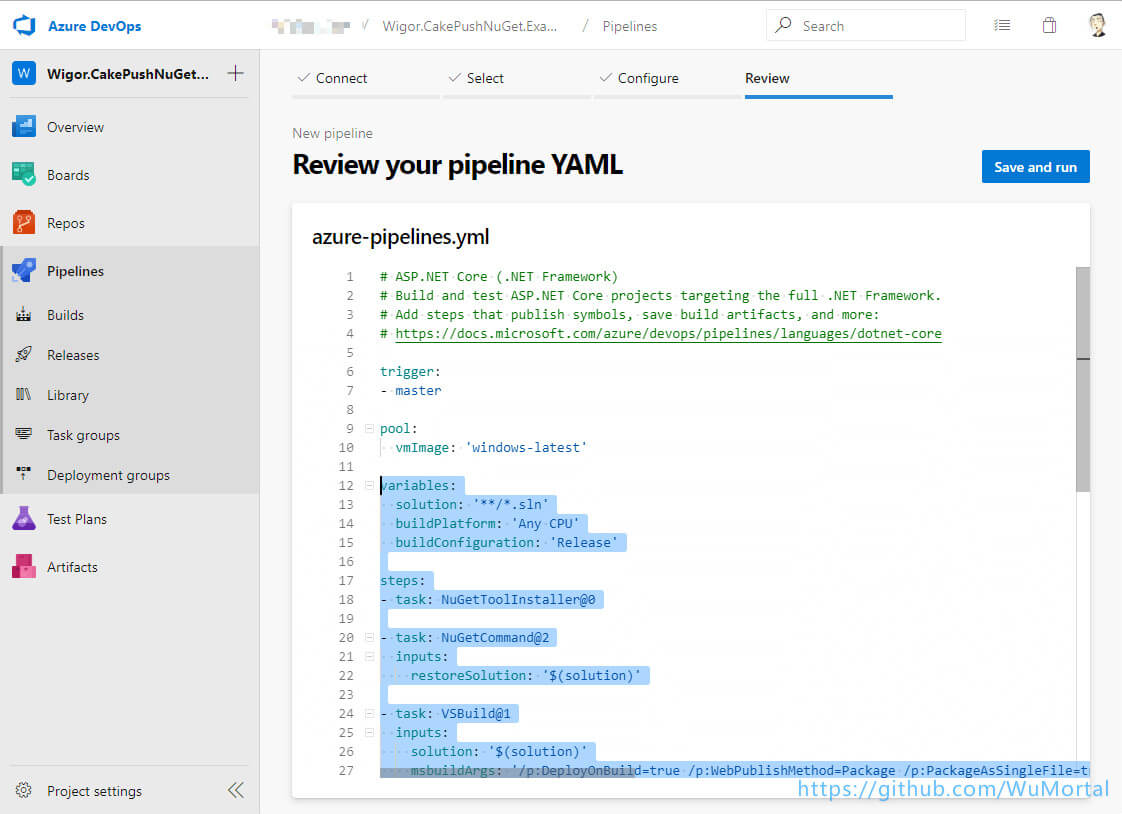 Azure DevOps
/ Wigor.CakePushNuGet.Exa... / Pipelines
Search
W Wigor.CakePushNuGet...
Overview
Boards
Repos
Pipelines
Builds
Releases
Library
Task groups
Deployment groups
Test Plans
Artifacts
Project settings
Connect
Select
Configure
Review
New pipeline
Review your pipeline YAML
Save and run
azure-pipelines.yml
1 # ASP.NET Core (.NET Framework)
2 # Build and test ASP.NET Core projects targeting the full .NET Framework.
3 # Add steps that publish symbols, save build artifacts, and more:
4 # https://docs.microsoft.com/azure/devops/pipelines/languages/dotnet-core
5
6 trigger:
7 - master
8
9 pool:
10   vmImage: 'windows-latest'
11
12 variables:
13   solution: '**/*.sln'
14   buildPlatform: 'Any CPU'
15   buildConfiguration: 'Release'
16
17 steps:
18 - task: NuGetToolInstaller@0
19
20 - task: NuGetCommand@2
21   inputs:
22     restoreSolution: '$(solution)'
23
24 - task: VSBuild@1
25   inputs:
26     solution: '$(solution)'
27     msbuildArgs: '/p:DeployOnBuild=true /p:WebPublishMethod=Package /p:PackageAsSingleFile=t
https://github.com/WuMortal